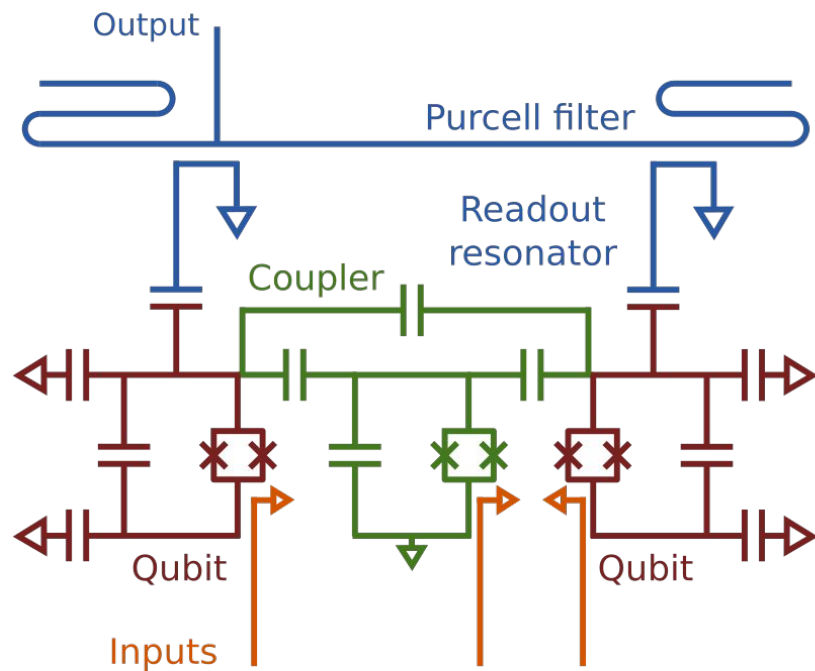 Output
Purcell filter
Readout
resonator
Coupler
Qubit
Qubit
Inputs